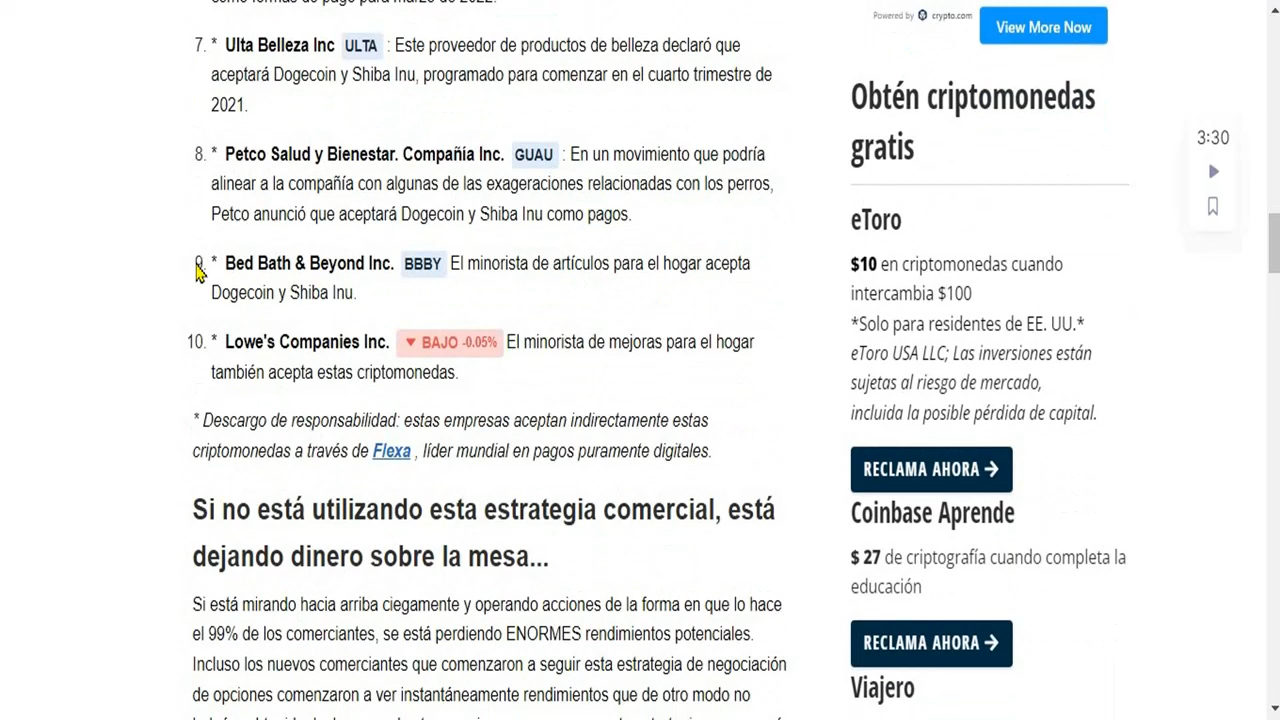 como formas de pago para marzo de 2022.
7. * Ulta Belleza Inc ULTA : Este proveedor de productos de belleza declaró que
aceptará Dogecoin y Shiba Inu, programado para comenzar en el cuarto trimestre de
2021.
8. * Petco Salud y Bienestar. Compañía Inc. GUAU : En un movimiento que podría
alinear a la compañía con algunas de las exageraciones relacionadas con los perros,
Petco anunció que aceptará Dogecoin y Shiba Inu como pagos.
9. * Bed Bath & Beyond Inc. BBBY El minorista de artículos para el hogar acepta
Dogecoin y Shiba Inu.
10. * Lowe's Companies Inc. ▼ BAJO -0.05% El minorista de mejoras para el hogar
también acepta estas criptomonedas.
* Descargo de responsabilidad: estas empresas aceptan indirectamente estas
criptomonedas a través de Flexa , líder mundial en pagos puramente digitales.
Si no está utilizando esta estrategia comercial, está
dejando dinero sobre la mesa...
Si está mirando hacia arriba ciegamente y operando acciones de la forma en que lo hace
el 99% de los comerciantes, se está perdiendo ENORMES rendimientos potenciales.
Incluso los nuevos comerciantes que comenzaron a seguir esta estrategia de negociación
de opciones comenzaron a ver instantáneamente rendimientos que de otro modo no
Powered by crypto.com
View More Now
Obtén criptomonedas
gratis
eToro
$10 en criptomonedas cuando
intercambia $100
*Solo para residentes de EE. UU.*
eToro USA LLC; Las inversiones están
sujetas al riesgo de mercado,
incluida la posible pérdida de capital.
RECLAMA AHORA →
Coinbase Aprende
$ 27 de criptografía cuando completa la
educación
RECLAMA AHORA →
Viajero
3:30